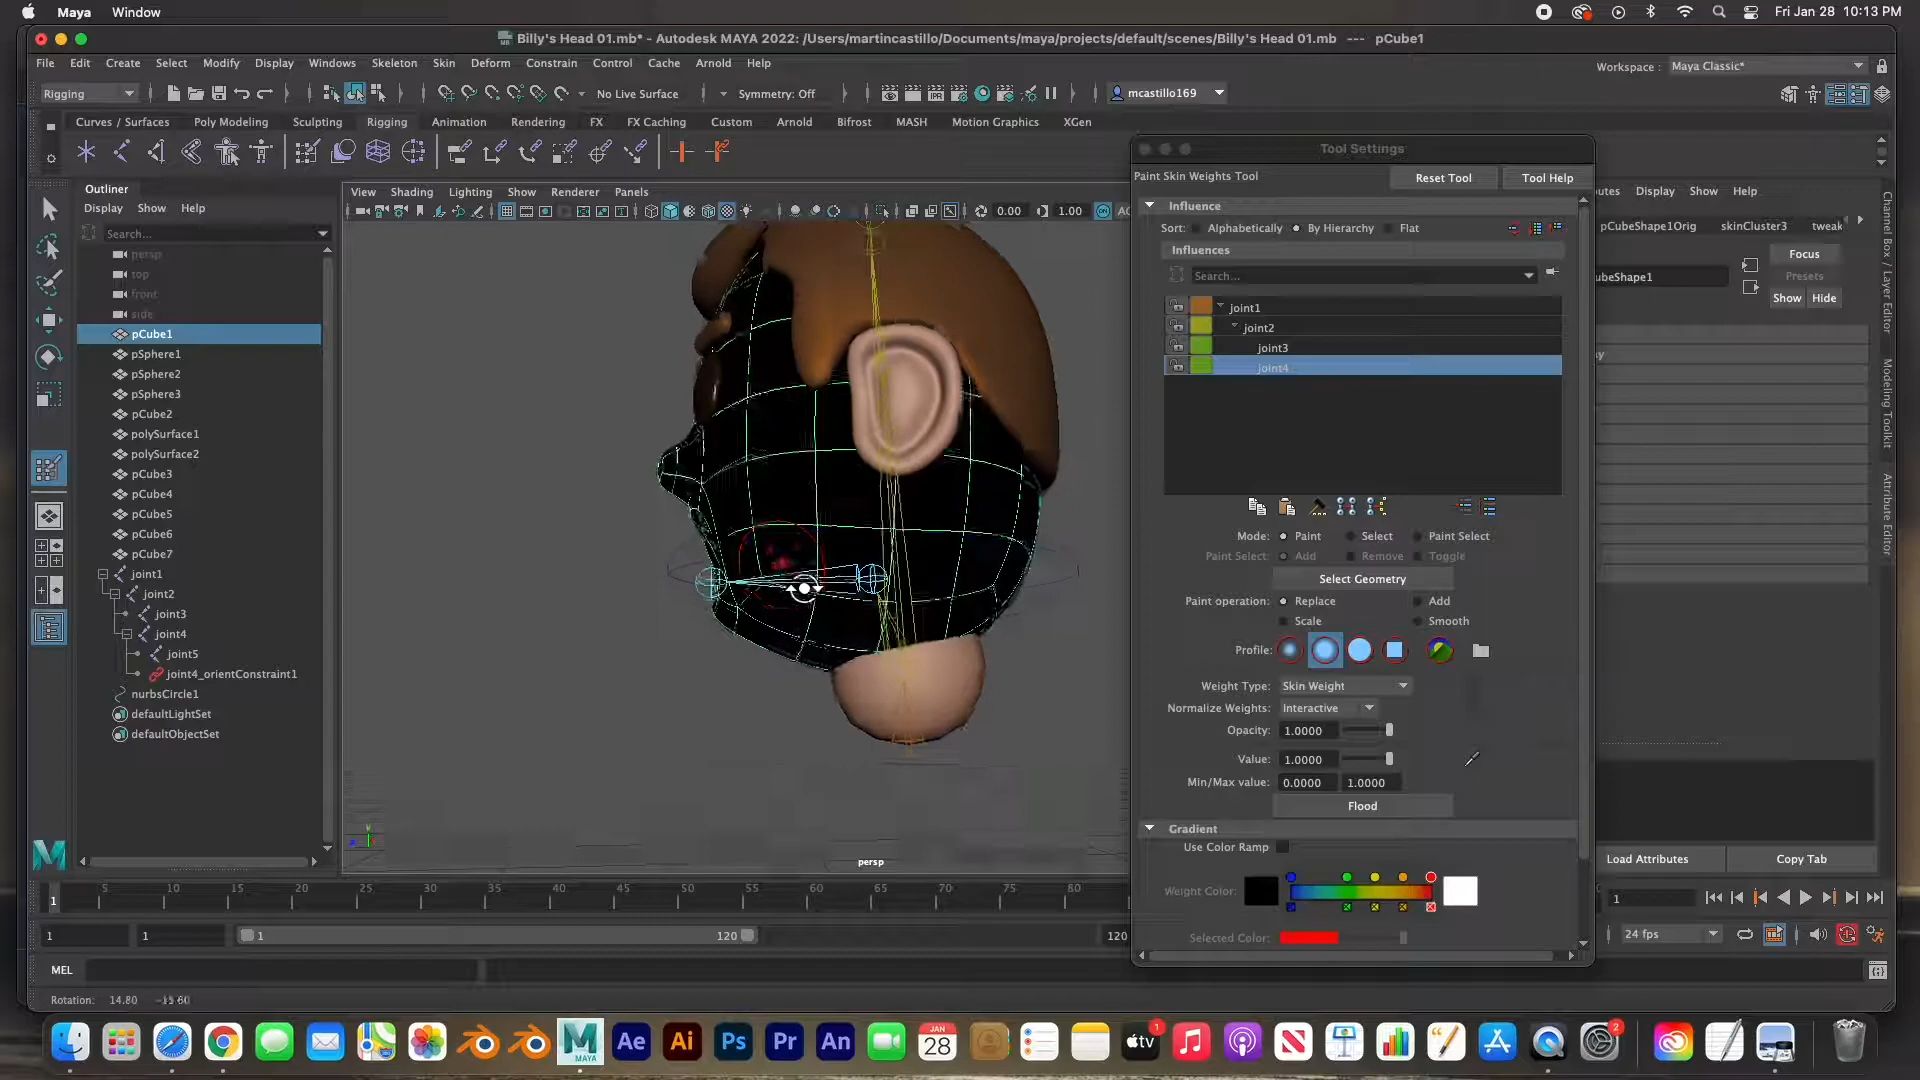 Maya Window Fri Jan 28 10:13 PM
Billy's Head 01.mb* - Autodesk MAYA 2022: /Users/martincastillo/Documents/maya/projects/default/scenes/Billy's Head 01.mb --- pCube1
File Edit Create Select Modify Display Windows Skeleton Skin Deform Constrain Control Cache Arnold Help
Workspace : Maya Classic*
Rigging No Live Surface Symmetry: Off mcastillo169
Curves / Surfaces Poly Modeling Sculpting Rigging Animation Rendering FX FX Caching Custom Arnold Bifrost MASH Motion Graphics XGen
Outliner
Display Show Help
Search...
persp
top
front
side
pCube1
pSphere1
pSphere2
pSphere3
pCube2
polySurface1
polySurface2
pCube3
pCube4
pCube5
pCube6
pCube7
joint1
joint2
joint3
joint4
joint5
joint4_orientConstraint1
nurbsCircle1
defaultLightSet
defaultObjectSet
View Shading Lighting Show Renderer Panels
0.00 1.00
persp
Tool Settings
Paint Skin Weights Tool Reset Tool Tool Help
Influence
Sort: Alphabetically By Hierarchy Flat
Influences
Search...
joint1
joint2
joint3
joint4
Mode: Paint Select Paint Select
Paint Select: Add Remove Toggle
Select Geometry
Paint operation: Replace Add
Scale Smooth
Profile:
Weight Type: Skin Weight
Normalize Weights: Interactive
Opacity: 1.0000
Value: 1.0000
Min/Max value: 0.0000 1.0000
Flood
Gradient
Use Color Ramp
Weight Color:
Selected Color:
utes Display Show Help
pCubeShape1Orig skinCluster3 tweak
Focus
Presets
Show Hide
ubeShape1
Channel Box / Layer Editor
Modeling Toolkit
Attribute Editor
Load Attributes Copy Tab
5 10 15 20 25 30 35 40 45 50 55 60 65 70 75 80
1 1
1 1 1 120 120 24 fps
MEL
Rotation: 14.80
Ae Ai Ps Pr An JAN 28 tv 1 2
MAYA